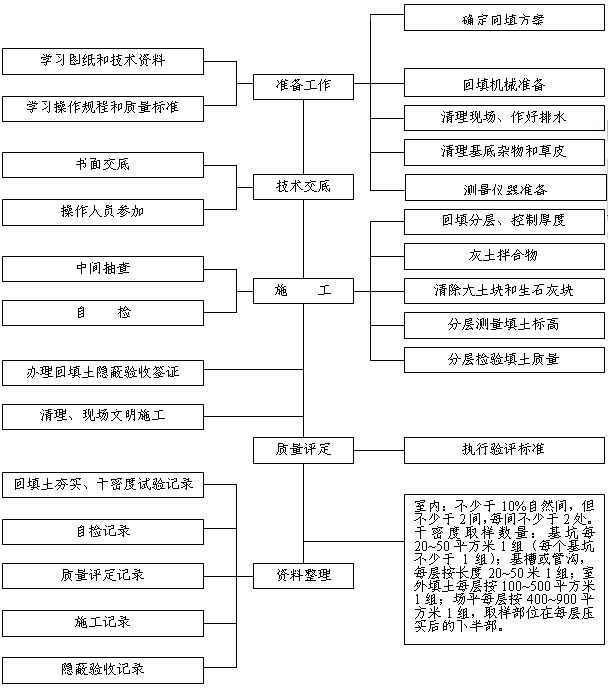 确定回填方案
学习图纸和技术资料
准备工作
回填机械准备
学习操作规程和质量标准
清理现场、作好排水
书面交底
清理基底杂物和草皮
技术交底
测量仪器准备
操作人员参加
回填分层、控制厚度
中间抽查
灰土拌合物
施 工
清除大土块和生石灰块
自 检
分层测量填土标高
办理回填土隐蔽验收签证
分层检验填土质量
清理、现场文明施工
质量评定
执行验评标准
回填土夯实、干密度试验记录
自检记录
质量评定记录
资料整理
施工记录
隐蔽验收记录
室内：不少于10%自然间，但
不少于2间，每间不少于2处。
干密度取样数量：基坑每
20~50平方米1组（每个基坑
不少于1组）；基槽或管沟，
每层按长度20~50米1组；室
外填土每层按100~500平方米
1组；场平每层按400~900平
方米1组，取样部位在每层压
实后的下半部。